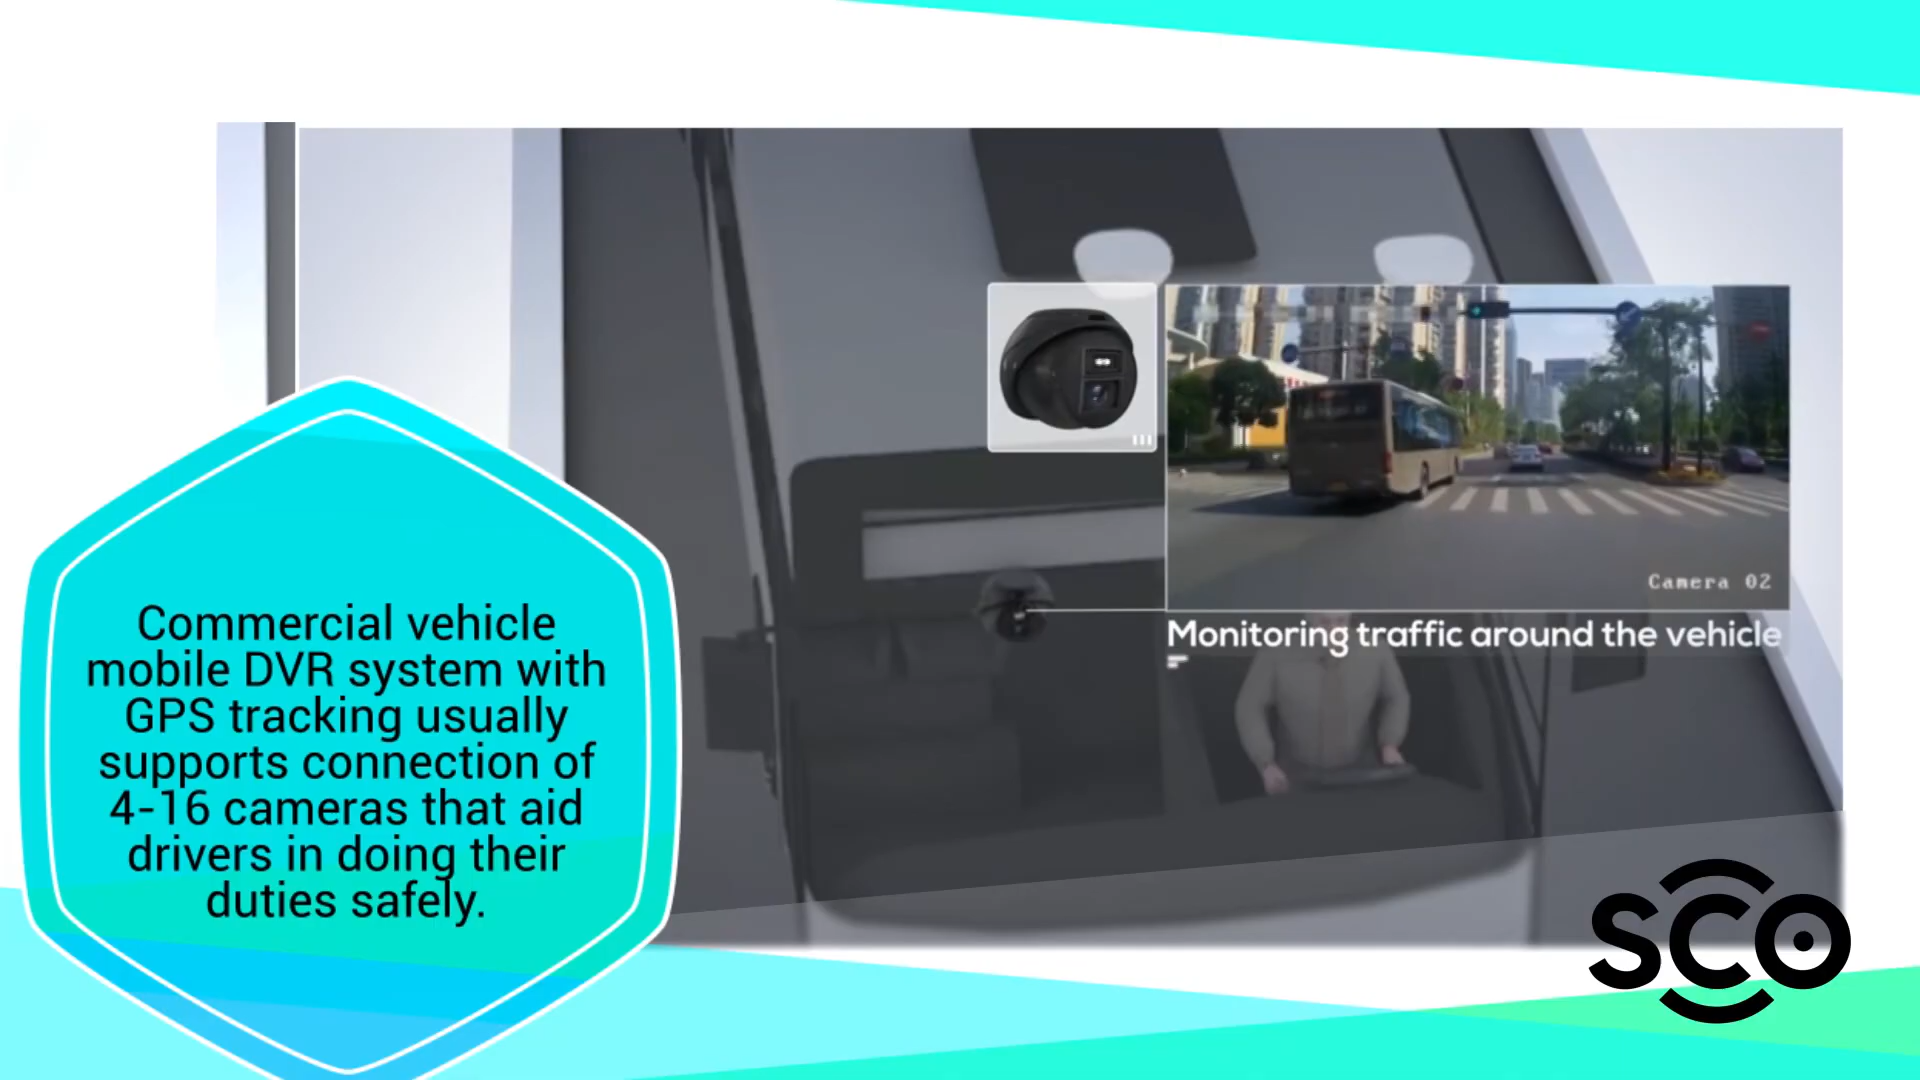 Camera 02
Monitoring traffic around the vehicle
Commercial vehicle
mobile DVR system with
GPS tracking usually
supports connection of
4-16 cameras that aid
drivers in doing their
duties safely.
sco